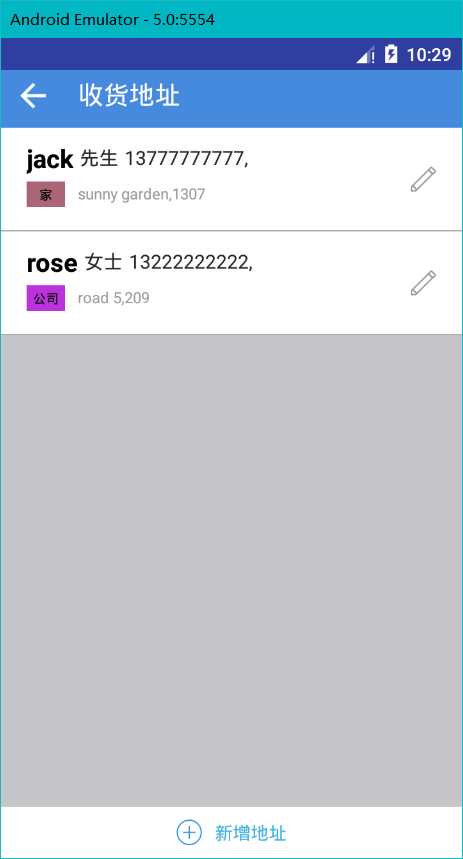 Android Emulator - 5.0:5554
10:29
收货地址
jack 先生 13777777777,
家 sunny garden,1307
rose 女士 13222222222,
公司 road 5,209
新增地址